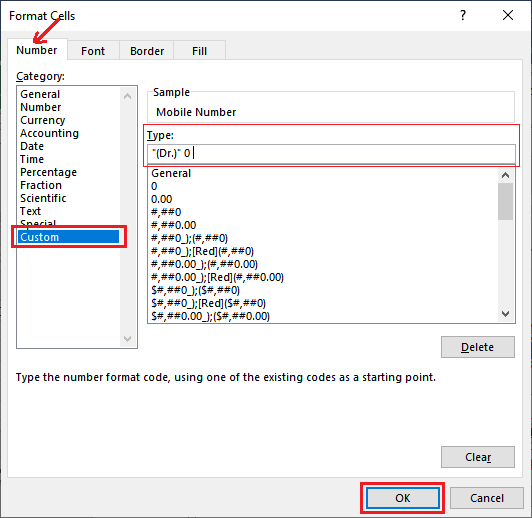 Format Cells
?
Number
Font
Border
Fill
Category:
General
Number
Currency
Accounting
Date
Time
Percentage
Fraction
Scientific
Text
Special
Custom
Sample
Mobile Number
Type:
"(Dr.)" 0
General
0
0.00
#,##0
#,##0.00
#,##0_);(#,##0)
#,##0_);[Red](#,##0)
#,##0.00_);(#,##0.00)
#,##0.00_);[Red](#,##0.00)
$#,##0_);($#,##0)
$#,##0_);[Red]($#,##0)
$#,##0.00_);($#,##0.00)
Delete
Type the number format code, using one of the existing codes as a starting point.
Clear
OK
Cancel